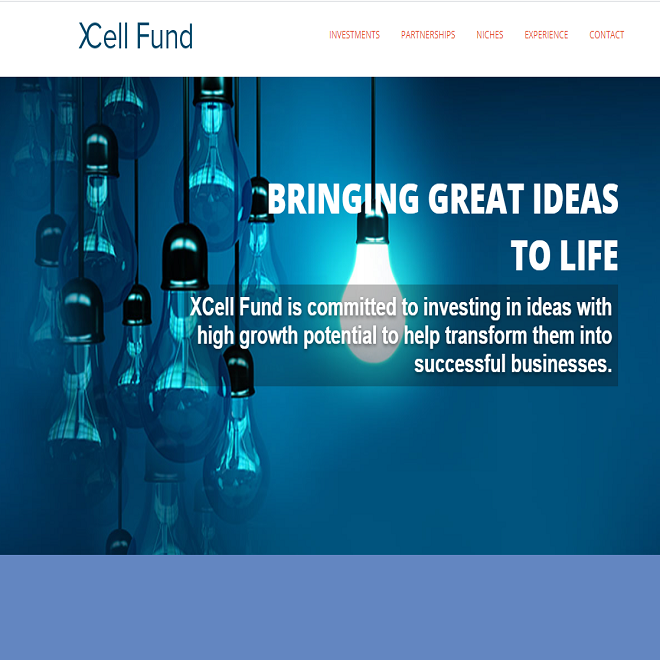 XCell Fund
INVESTMENTS PARTNERSHIPS NICHES EXPERIENCE CONTACT
BRINGING GREAT IDEAS
TO LIFE
XCell Fund is committed to investing in ideas with
high growth potential to help transform them into
successful businesses.